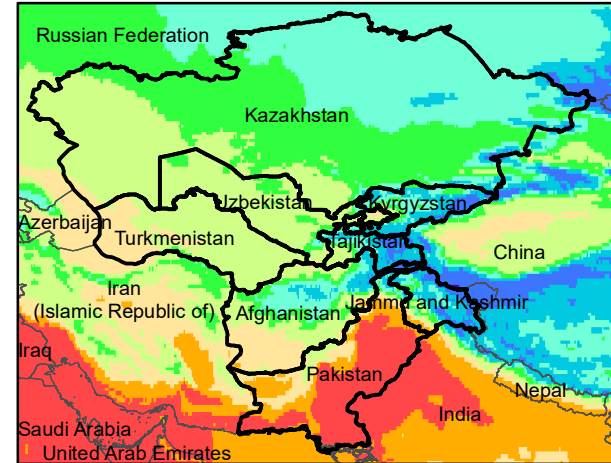 Russian Federation
Kazakhstan
Izbekistan
Kyrgyzstan
Azerbaijan
Turkmenistan
Tajikistan
China
Iran
(Islamic Republic of)
Afghanistan
Jammu and Kashmir
Iraq
Pakistan
Nepal
India
Saudi Arabia
United Arab Emirates